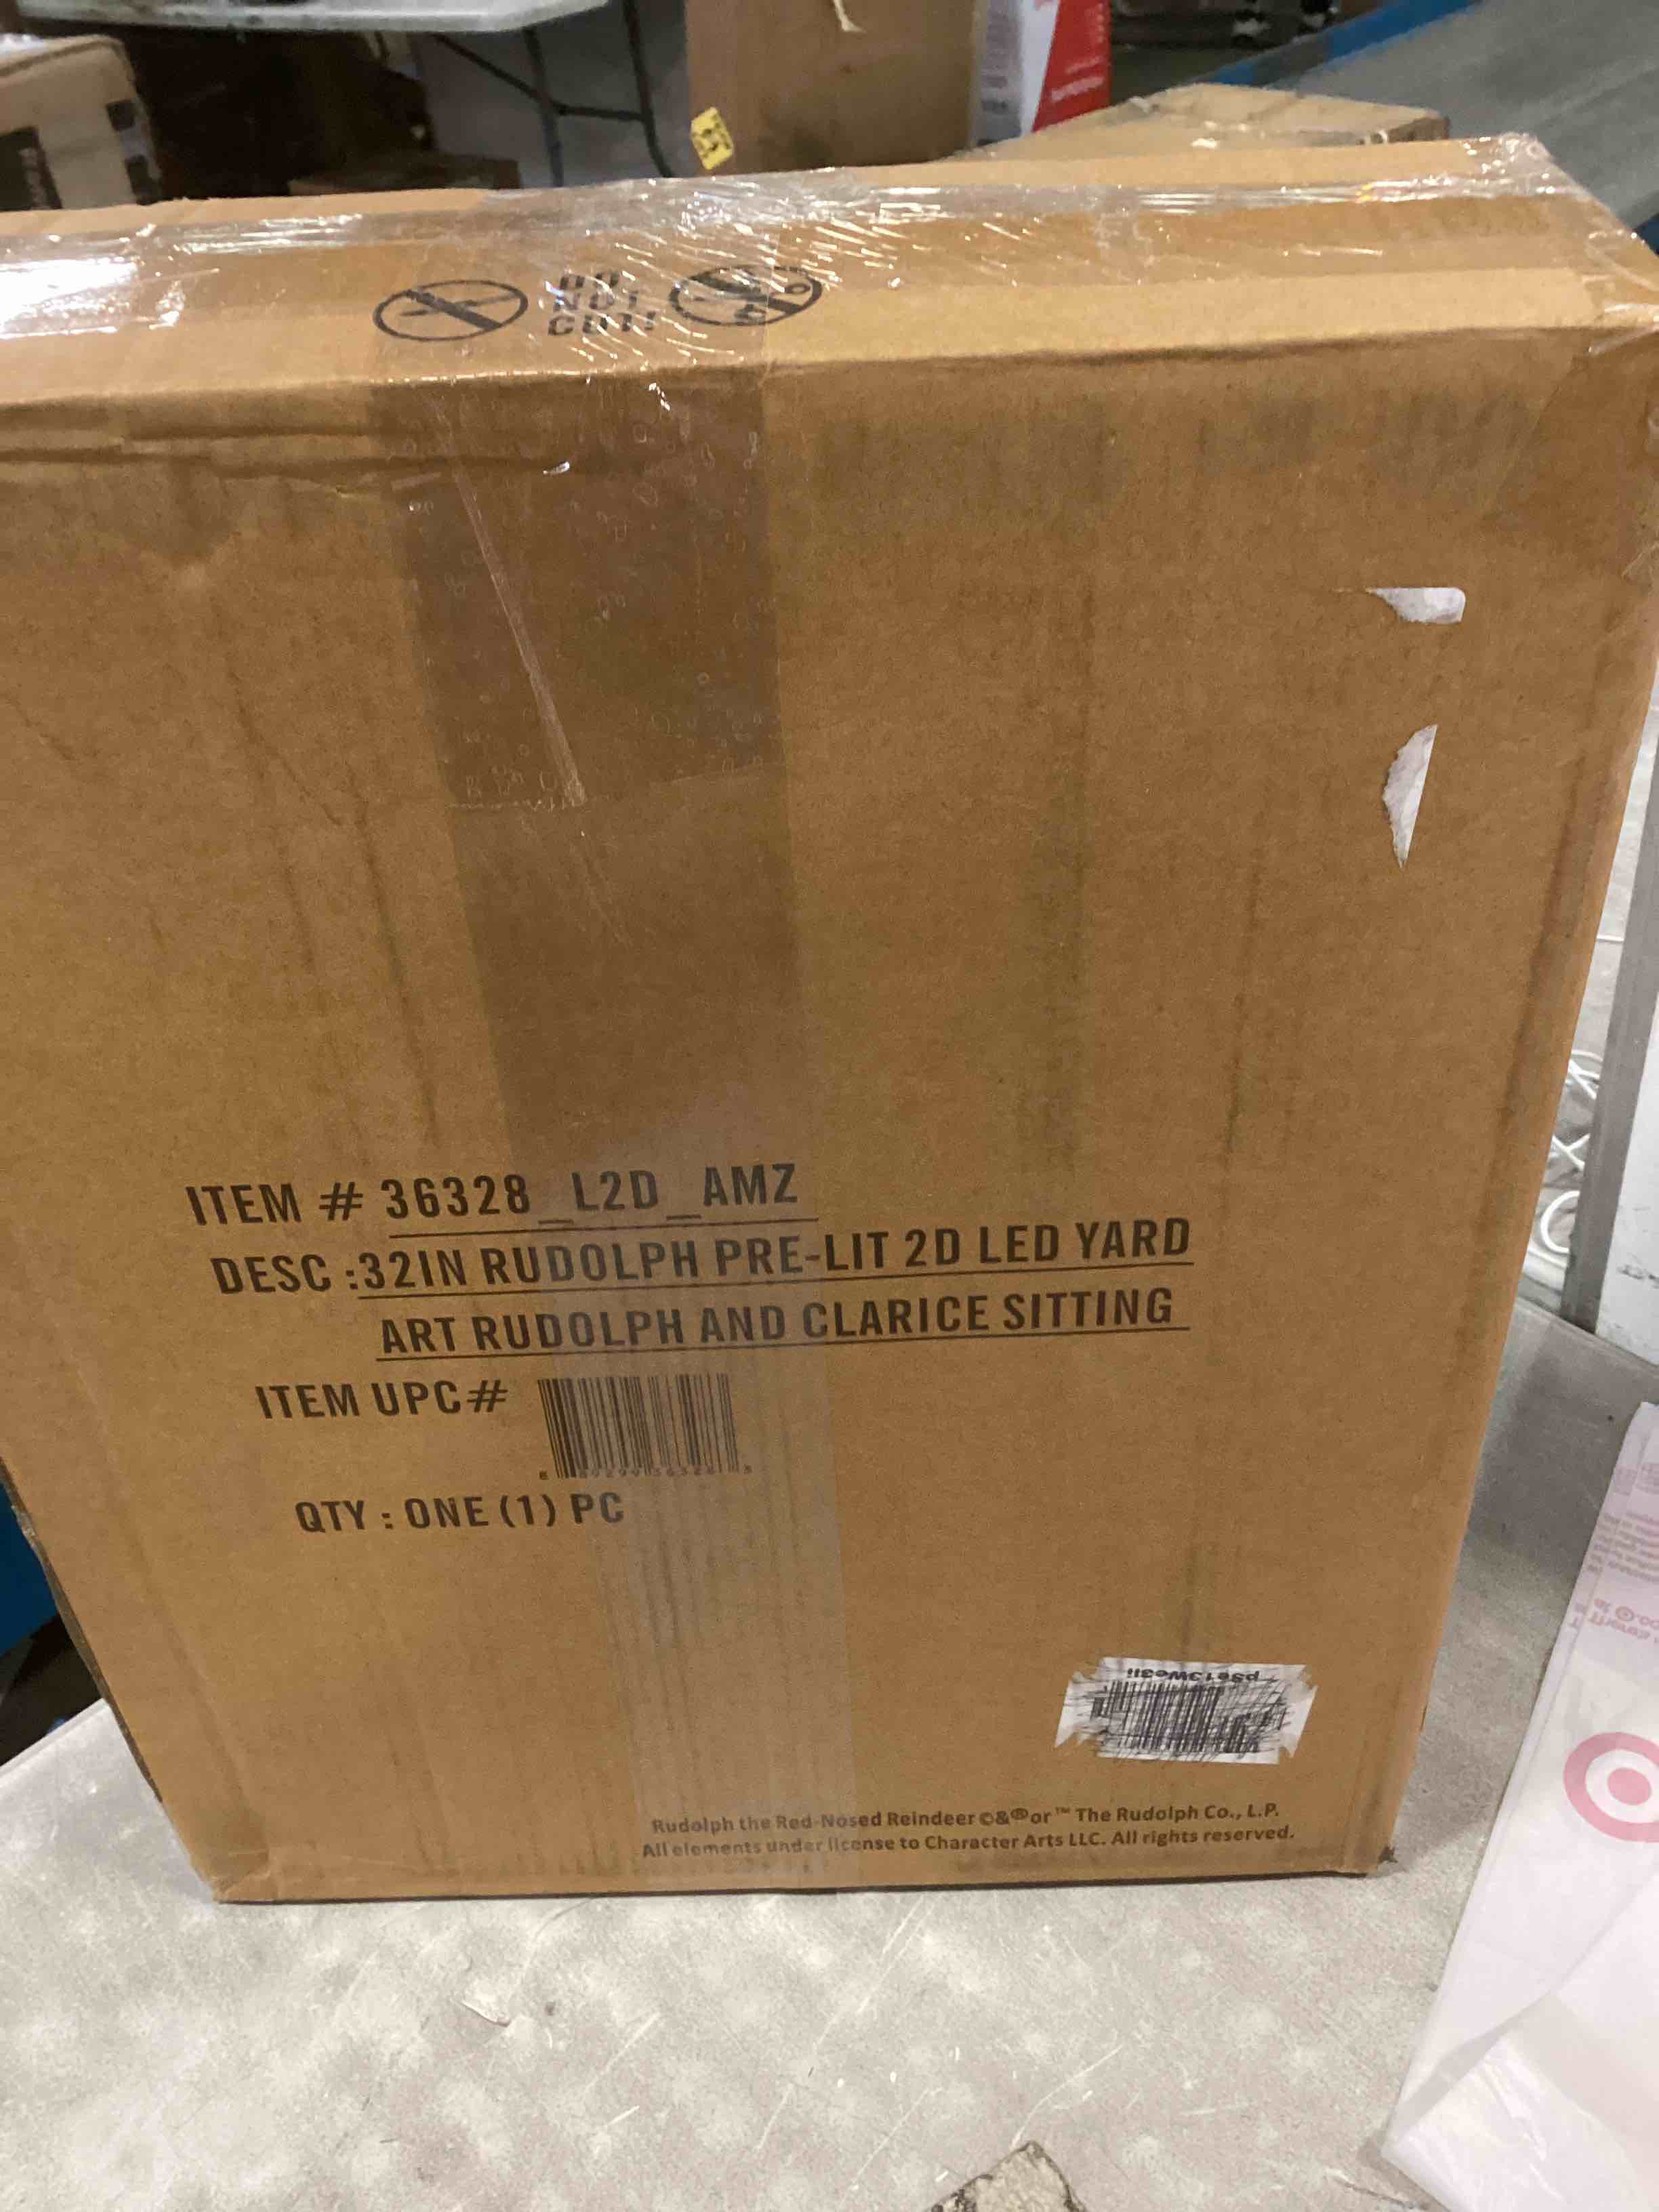 DO
NOT
CUT!
ITEM # 36328_L2D_AMZ
DESC :32IN RUDOLPH PRE-LIT 2D LED YARD
ART RUDOLPH AND CLARICE SITTING
ITEM UPC#
QTY : ONE (1) PC
Rudolph the Red-Nosed Reindeer ©&®or™ The Rudolph Co., L.P.
All elements under license to Character Arts LLC. All rights reserved.